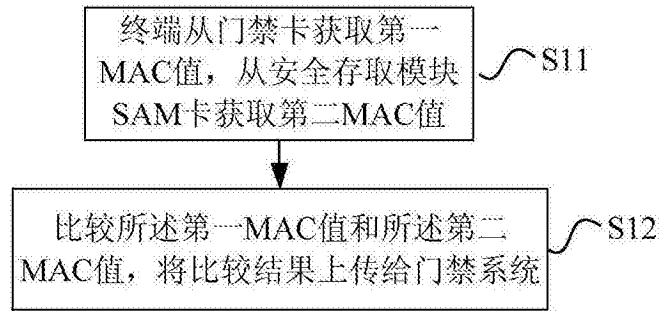 终端从门禁卡获取第一
MAC值，从安全存取模块
SAM卡获取第二MAC值
S11
比较所述第一MAC值和所述第二
MAC值，将比较结果上传给门禁系统
S12